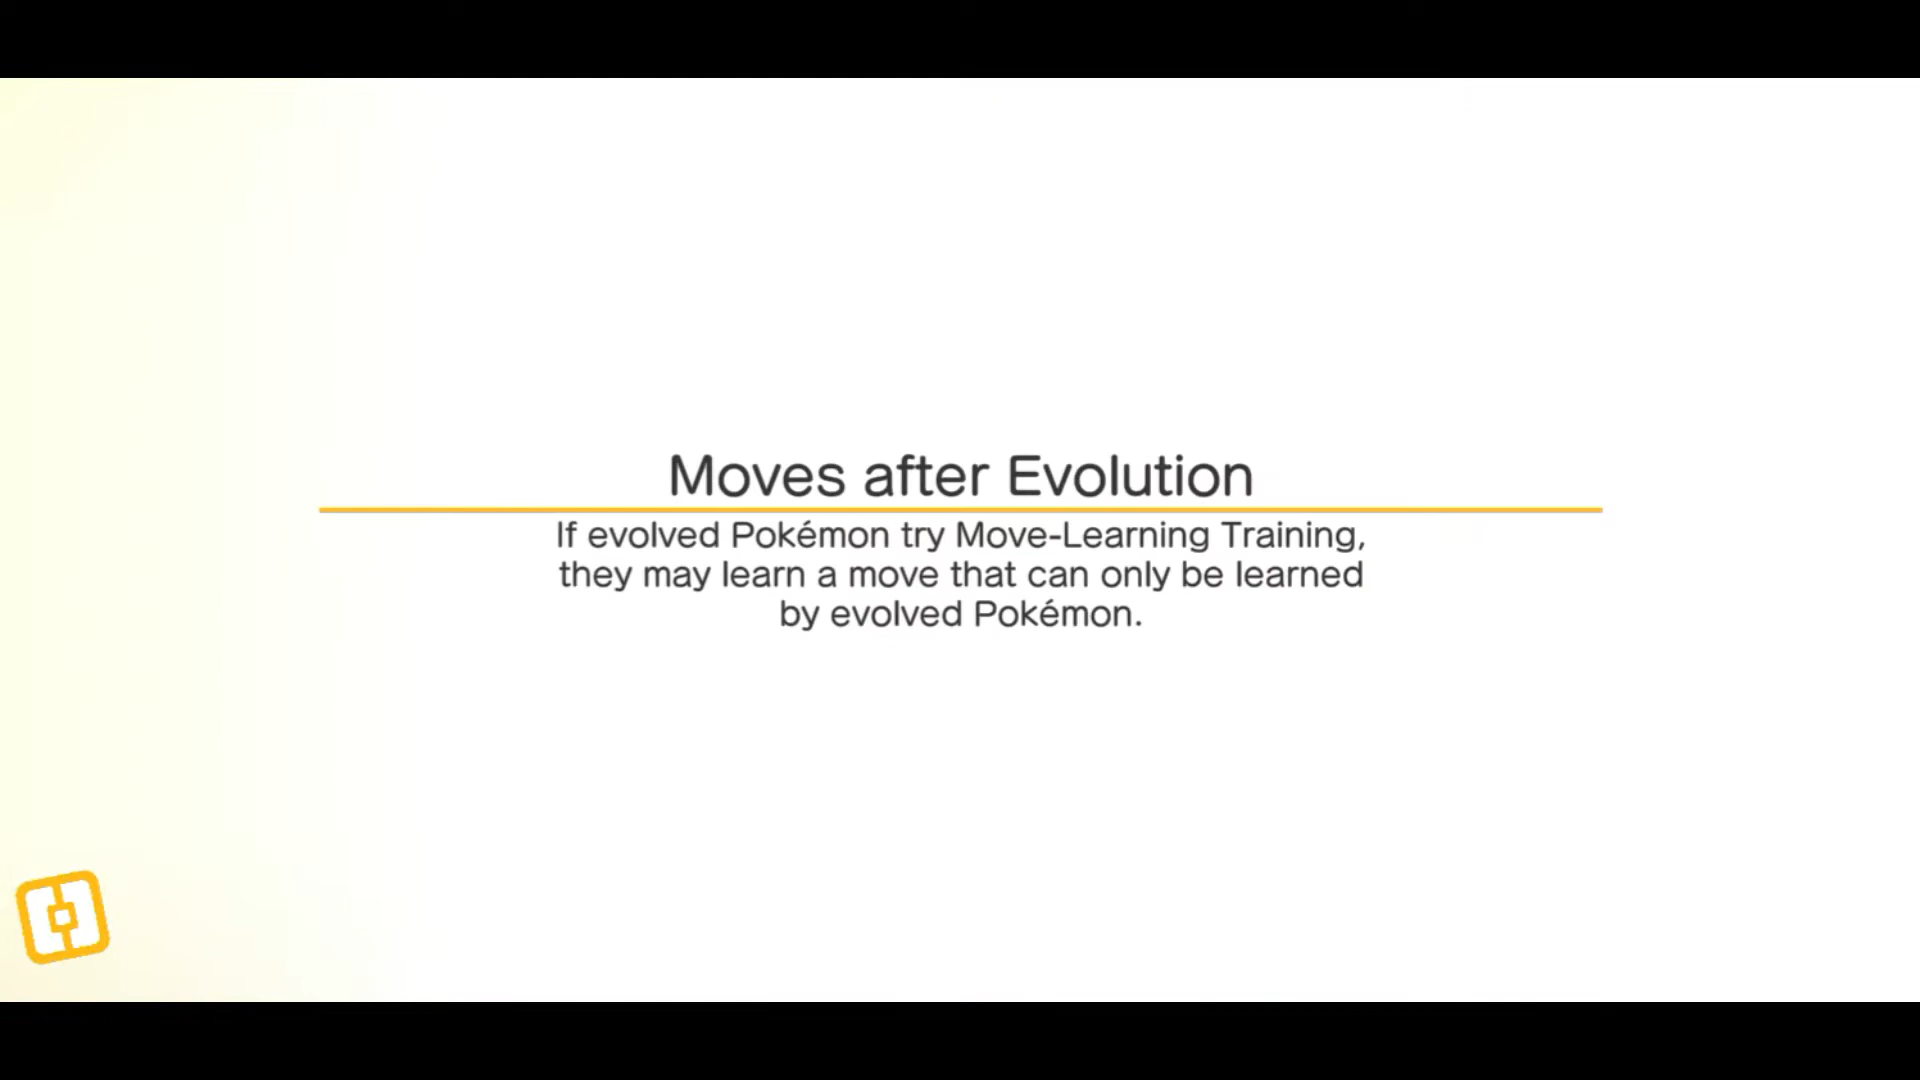 Moves after Evolution
If evolved Pokémon try Move-Learning Training,
they may learn a move that can only be learned
by evolved Pokémon.